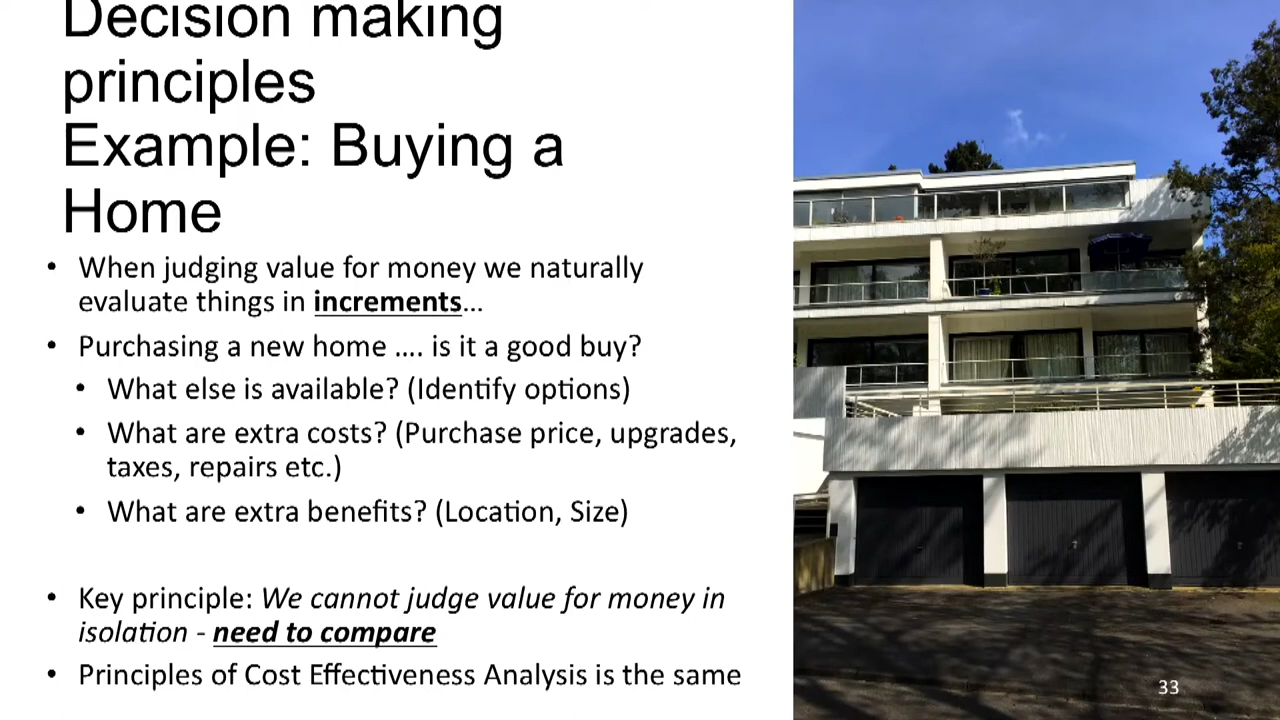 Decision making
principles
Example: Buying a
Home
• When judging value for money we naturally
evaluate things in increments...
• Purchasing a new home .... is it a good buy?
• What else is available? (Identify options)
• What are extra costs? (Purchase price, upgrades,
taxes, repairs etc.)
• What are extra benefits? (Location, Size)
• Key principle: We cannot judge value for money in
isolation - need to compare
• Principles of Cost Effectiveness Analysis is the same
33